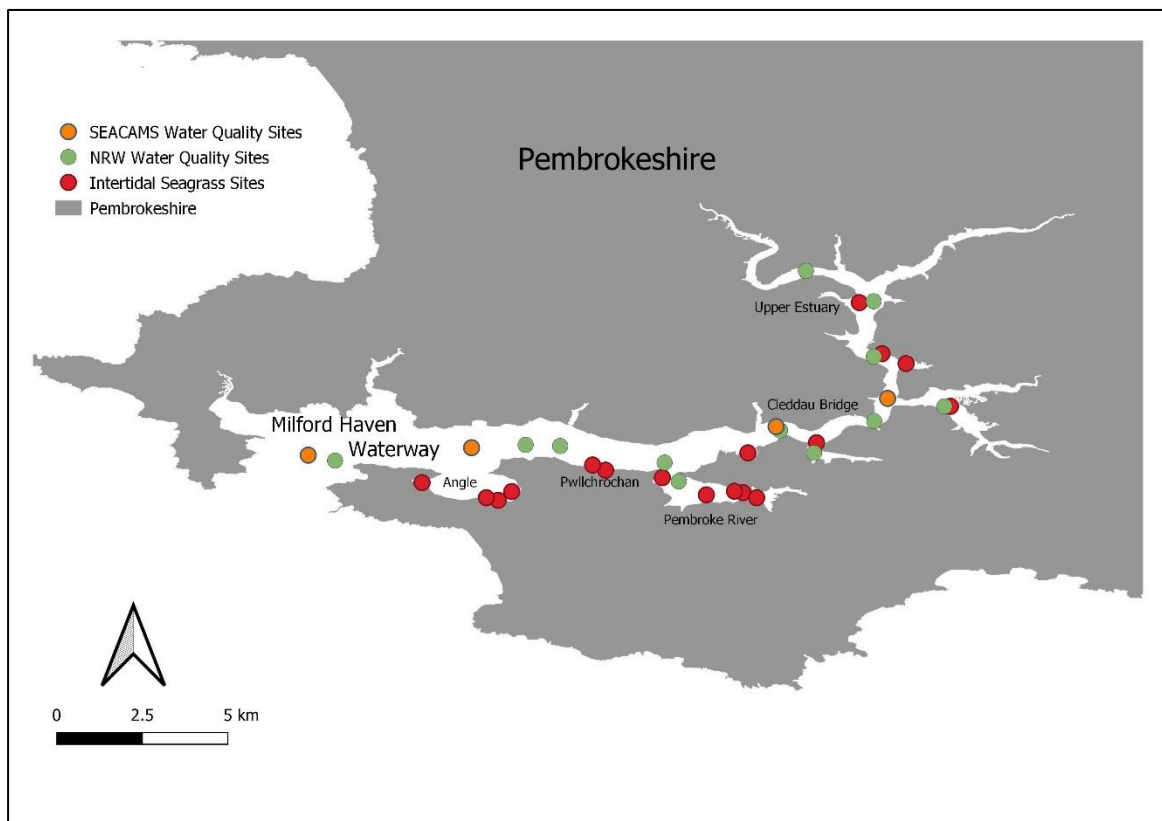 Pembrokeshire
SEACAMS Water Quality Sites
NRW Water Quality Sites
Intertidal Seagrass Sites
Pembrokeshire
Upper Estuary
Cleddau Bridge
Milford Haven
Waterway
Angle
Pwllchrochan
Pembroke River
0 2.5 5 km